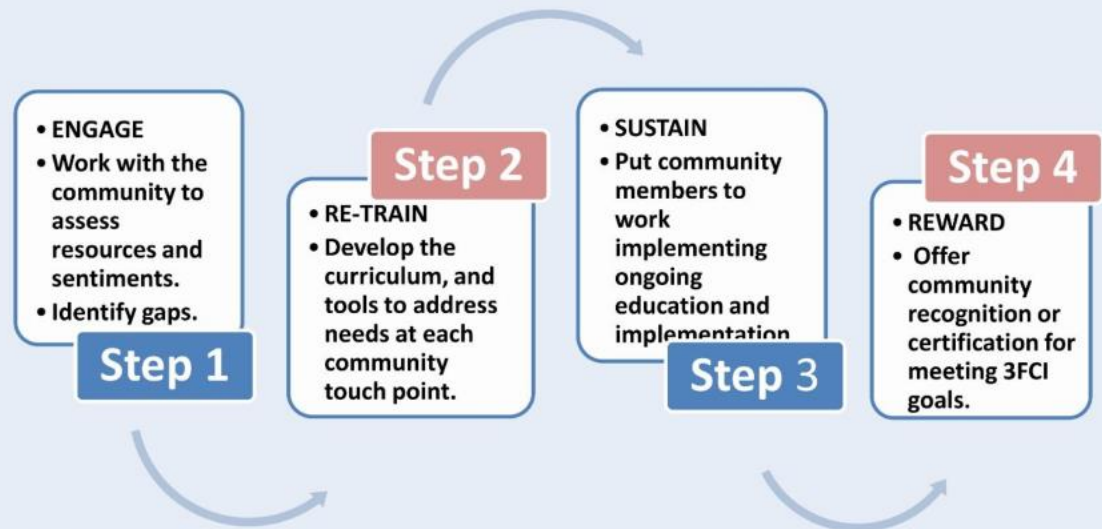 • ENGAGE
• Work with the
community to
assess
resources and
sentiments.
• Identify gaps.
Step 1
Step 2
• RE-TRAIN
• Develop the
curriculum, and
tools to address
needs at each
community
touch point.
• SUSTAIN
• Put community
members to
work
implementing
ongoing
education and
implementation
Step 3
Step 4
• REWARD
• Offer
community
recognition or
certification for
meeting 3FCI
goals.